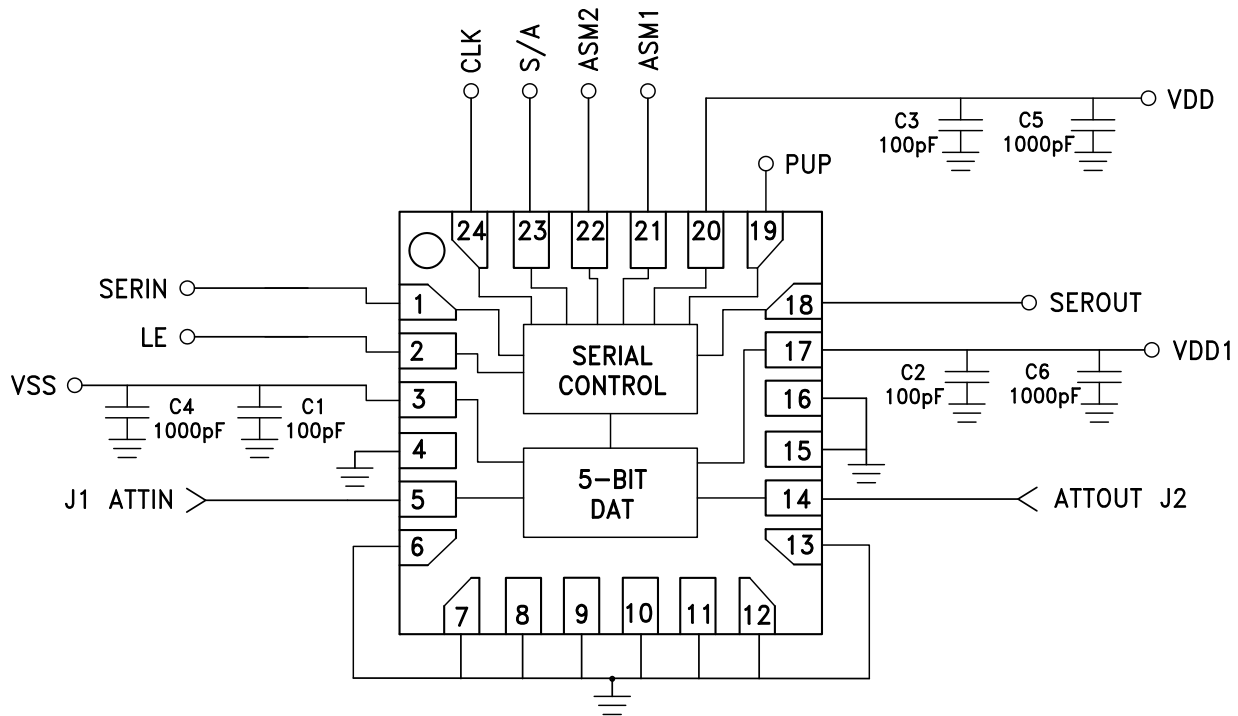 CLK
S/A
ASM2
ASM1
VDD
C3
100pF
C5
1000pF
PUP
24
23
22
21
20
19
SERIN
1
18
SEROUT
LE
2
SERIAL
CONTROL
17
VDD1
VSS
3
16
C4
1000pF
C1
100pF
C2
100pF
C6
1000pF
4
15
5-BIT
DAT
J1 ATTIN
5
14
ATTOUT J2
6
13
7
8
9
10
11
12